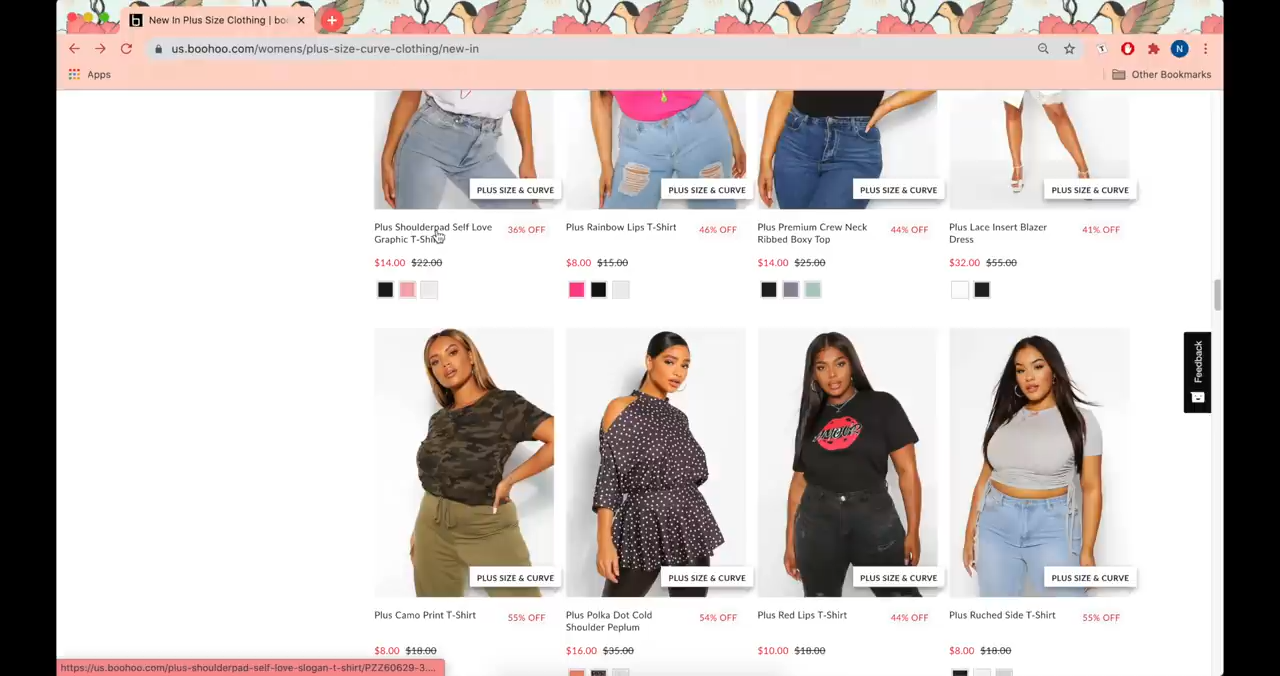 New In Plus Size Clothing | boo
us.boohoo.com/womens/plus-size-curve-clothing/new-in
N
Apps
Other Bookmarks
PLUS SIZE & CURVE
PLUS SIZE & CURVE
PLUS SIZE & CURVE
PLUS SIZE & CURVE
Plus Shoulderpad Self Love
Graphic T-Shirt
36% OFF
$14.00 $22.00
Plus Rainbow Lips T-Shirt
46% OFF
$8.00 $15.00
Plus Premium Crew Neck
Ribbed Boxy Top
44% OFF
$14.00 $25.00
Plus Lace Insert Blazer
Dress
41% OFF
$32.00 $55.00
Feedback
AMOUR
PLUS SIZE & CURVE
PLUS SIZE & CURVE
PLUS SIZE & CURVE
PLUS SIZE & CURVE
Plus Camo Print T-Shirt
55% OFF
$8.00 $18.00
Plus Polka Dot Cold
Shoulder Peplum
54% OFF
$16.00 $35.00
Plus Red Lips T-Shirt
44% OFF
$10.00 $18.00
Plus Ruched Side T-Shirt
55% OFF
$8.00 $18.00
https://us.boohoo.com/plus-shoulderpad-self-love-slogan-t-shirt/PZZ60629-3....